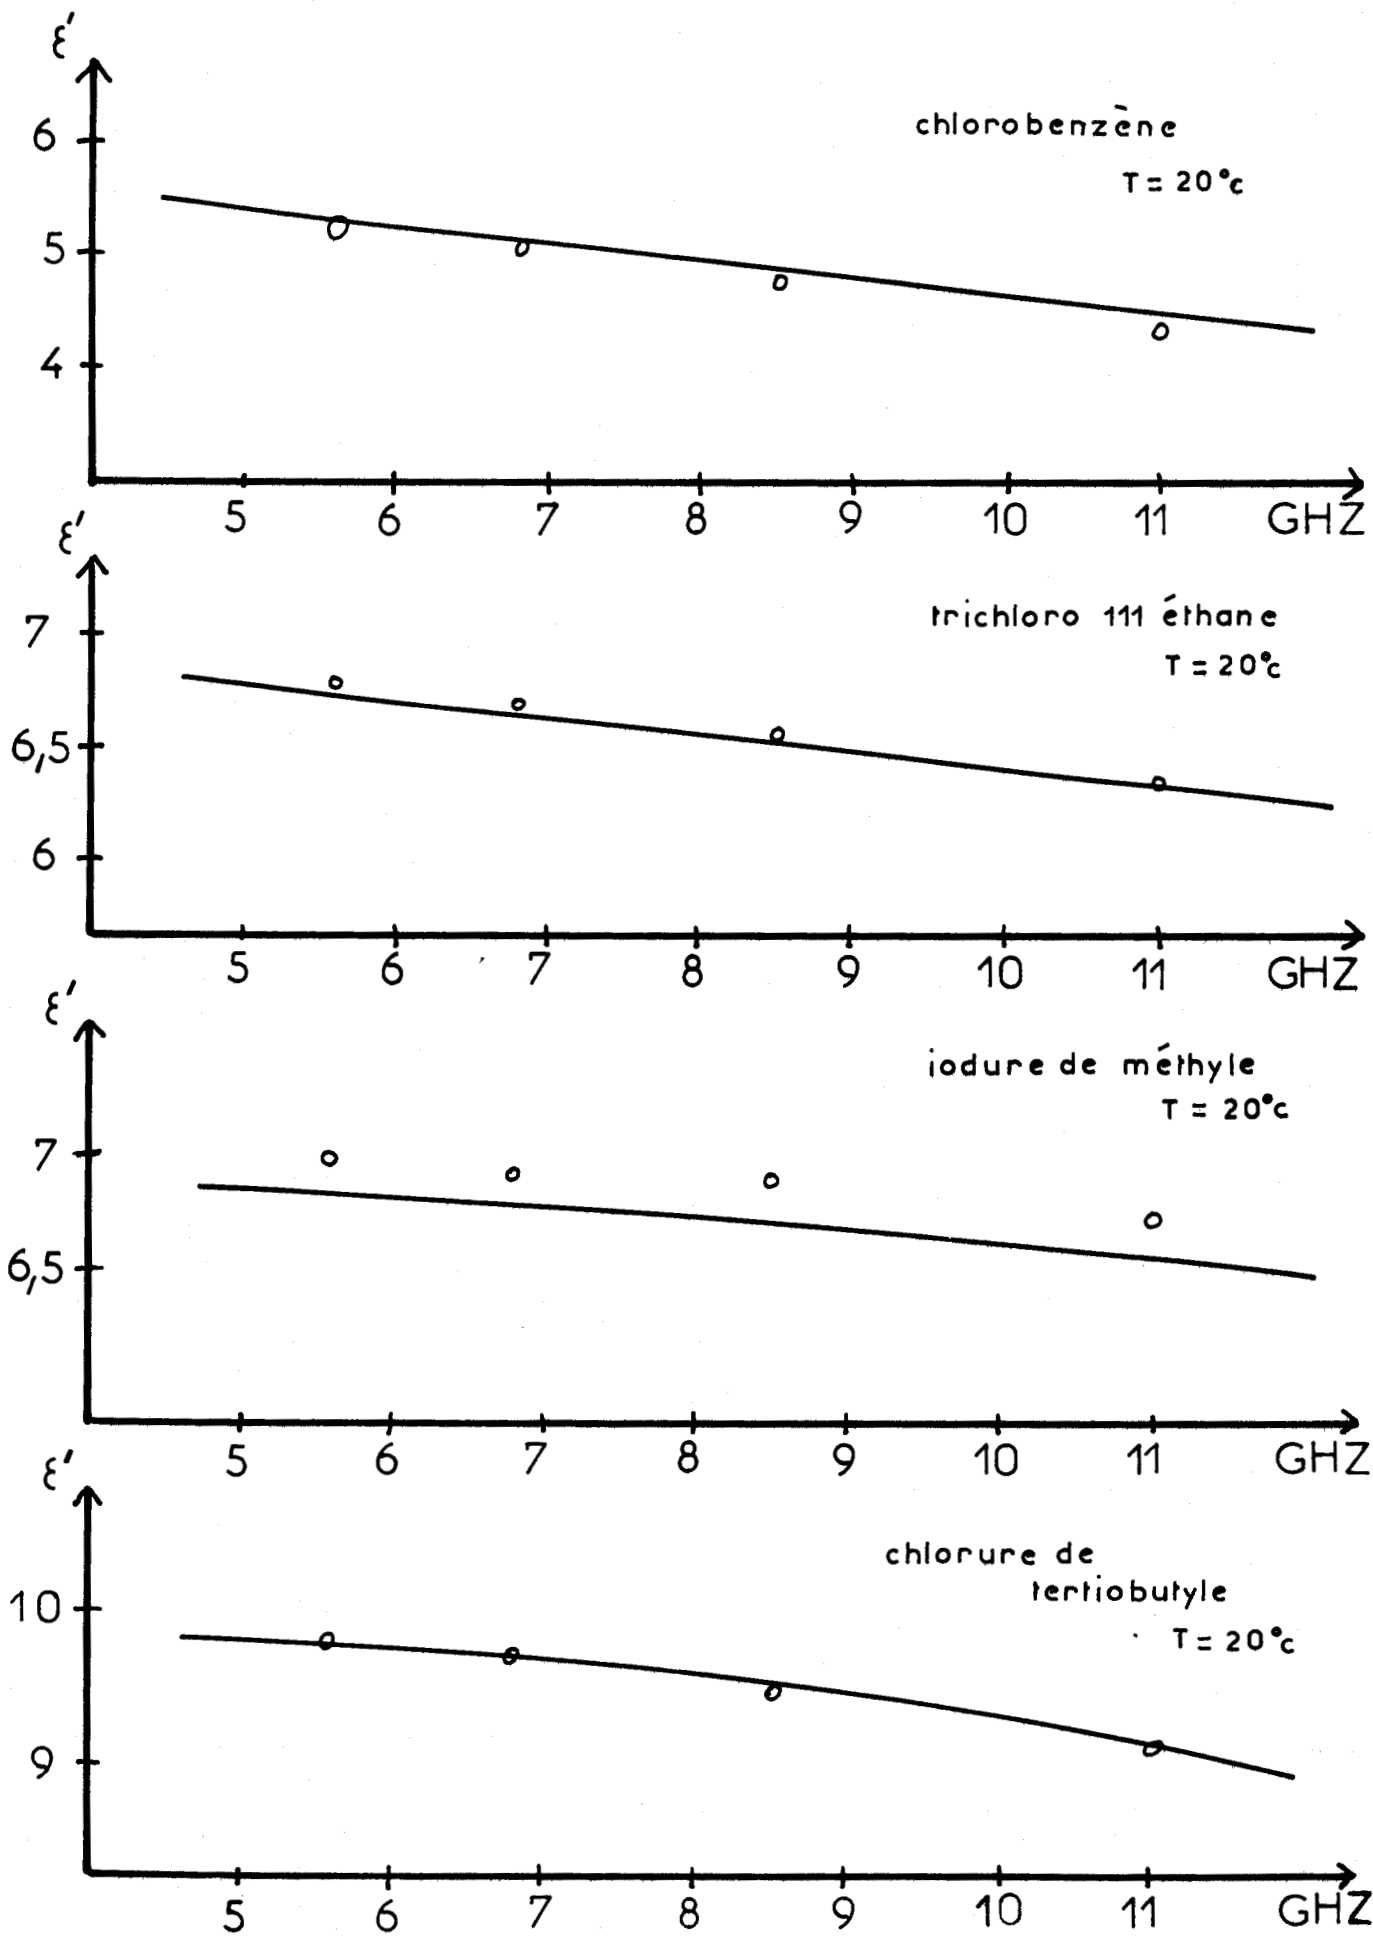 ε'
6
chlorobenzène
T = 20°c
5
4
5 6 7 8 9 10 11 GHZ
ε'
7
trichloro 111 éthane
T = 20°c
6,5
6
5 6 7 8 9 10 11 GHZ
ε'
iodure de méthyle
T = 20°c
7
6,5
5 6 7 8 9 10 11 GHZ
ε'
chlorure de
10
tertiobutyle
T = 20°c
9
5 6 7 8 9 10 11 GHZ